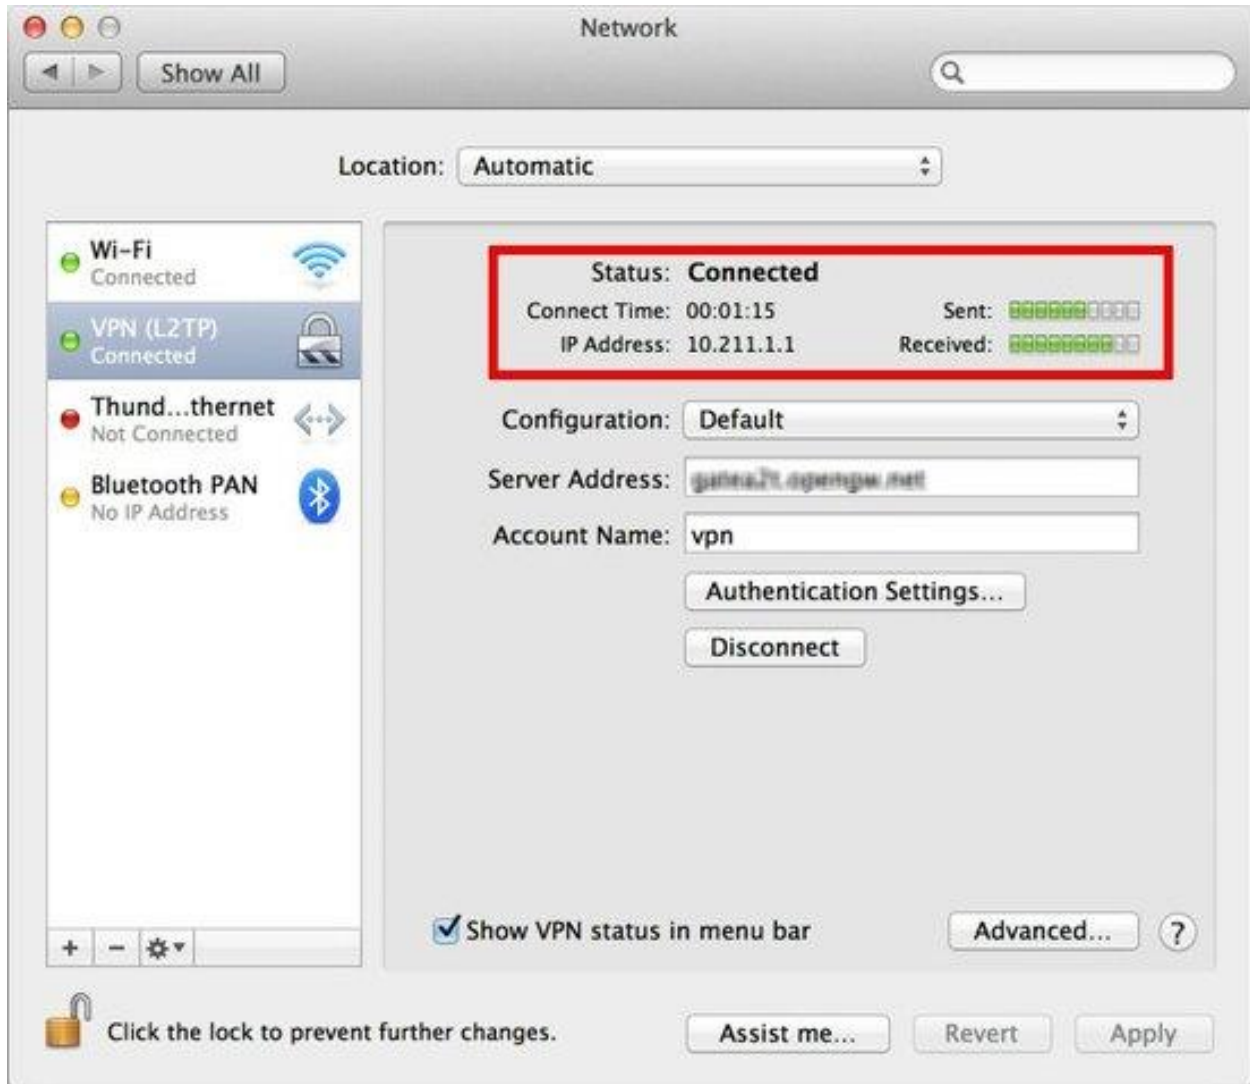 Network
Show All
Location: Automatic
Wi-Fi
Connected
VPN (L2TP)
Connected
Thund...thernet
Not Connected
Bluetooth PAN
No IP Address
Status: Connected
Connect Time: 00:01:15 Sent:
IP Address: 10.211.1.1 Received:
Configuration: Default
Server Address:
Account Name: vpn
Authentication Settings...
Disconnect
Show VPN status in menu bar
Advanced... ?
Click the lock to prevent further changes.
Assist me... Revert Apply